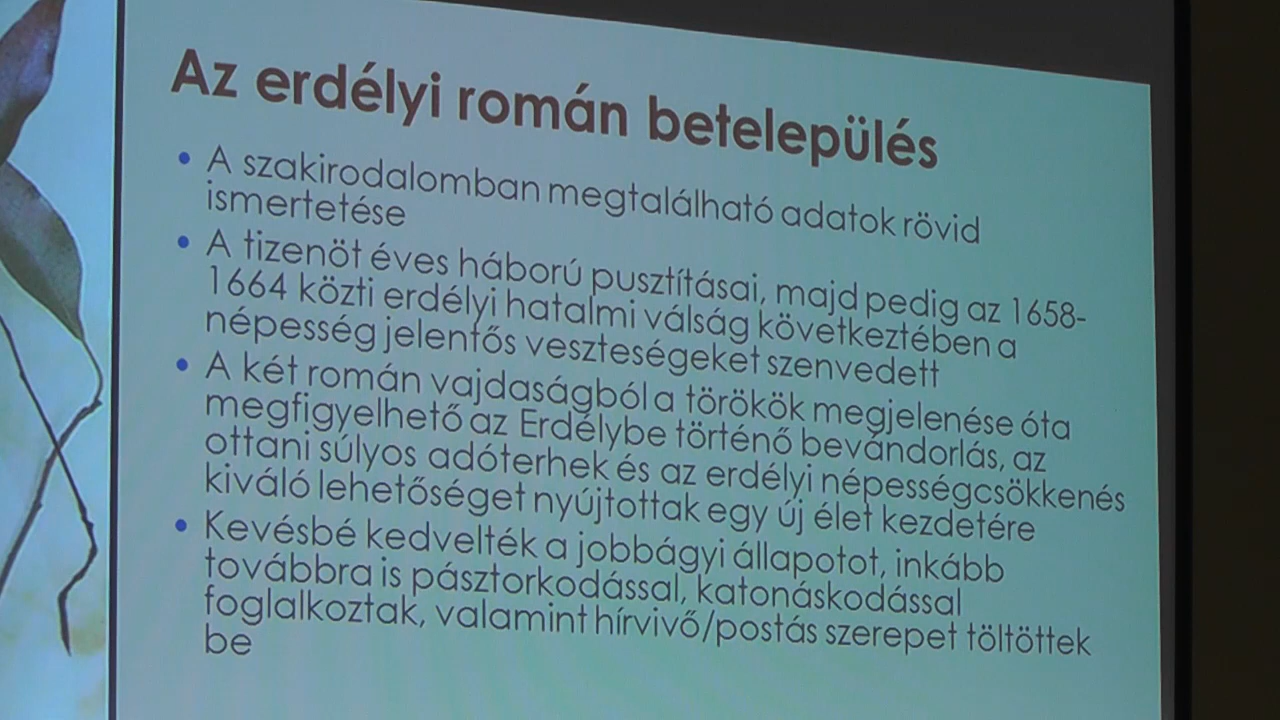 Az erdélyi román betelepülés
• A szakirodalomban megtalálható adatok rövid
ismertetése
• A tizenöt éves háború pusztításai, majd pedig az 1658-
1664 közti erdélyi hatalmi válság következtében a
népesség jelentős veszteségeket szenvedett
• A két román vajdaságból a törökök megjelenése óta
megfigyelhető az Erdélybe történő bevándorlás, az
ottani súlyos adóterhek és az erdélyi népességcsökkenés
kiváló lehetőséget nyújtottak egy új élet kezdetére
• Kevésbé kedvelték a jobbágyi állapotot, inkább
továbbra is pásztorkodással, katonáskodással
foglalkoztak, valamint hírvivő/postás szerepet töltöttek
be